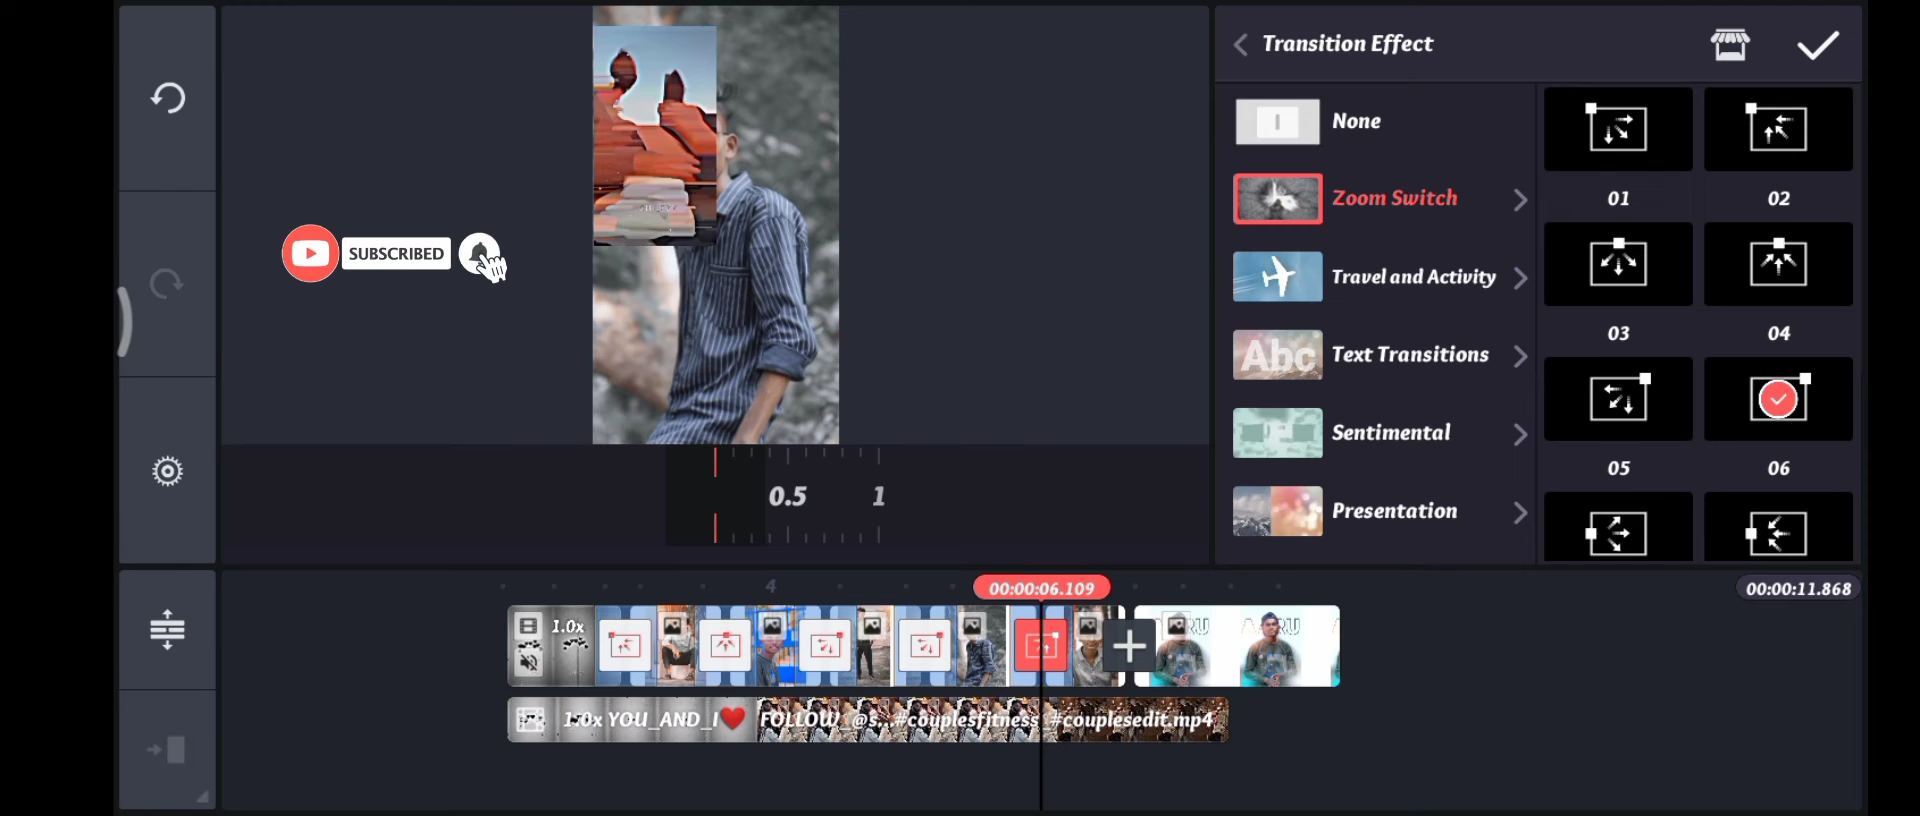 Transition Effect
None
01
02
Zoom Switch
SUBSCRIBED
Travel and Activity
03
04
Text Transitions
Abc
05
06
Sentimental
0.5
1
Presentation
4
00:00:06.109
00:00:11.868
1.0x
1.0x YOU_AND_I❤️ FOLLOW_@s...#couplesfitness_#couplesedit.mp4